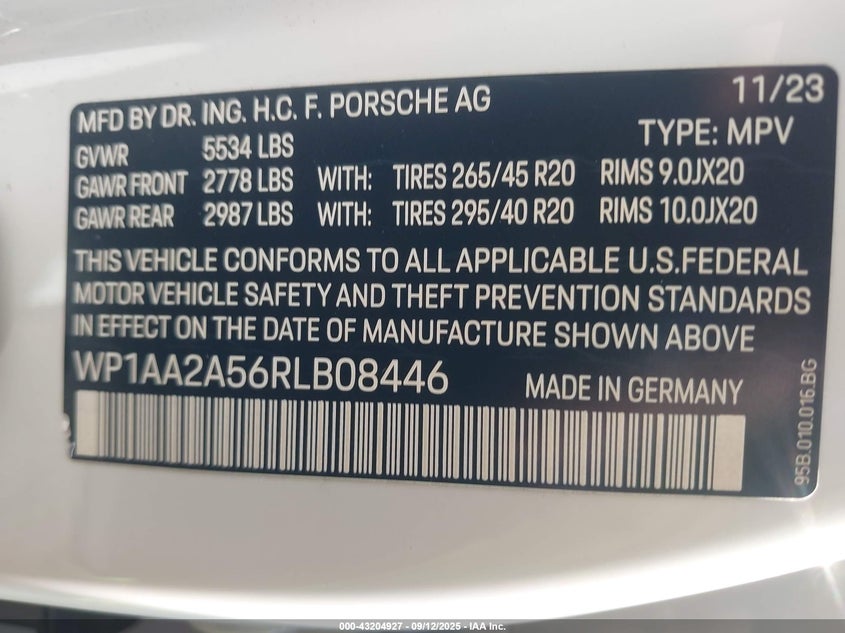 MFD BY DR. ING. H.C. F. PORSCHE AG 11/23
TYPE: MPV
GVWR 5534 LBS
GAWR FRONT 2778 LBS WITH: TIRES 265/45 R20 RIMS 9.0JX20
GAWR REAR 2987 LBS WITH: TIRES 295/40 R20 RIMS 10.0JX20
THIS VEHICLE CONFORMS TO ALL APPLICABLE U.S.FEDERAL
MOTOR VEHICLE SAFETY AND THEFT PREVENTION STANDARDS
IN EFFECT ON THE DATE OF MANUFACTURE SHOWN ABOVE
WP1AA2A56RLB08446 MADE IN GERMANY
95B.010.016.BG
000-43204927 - 09/12/2025 - IAA Inc.